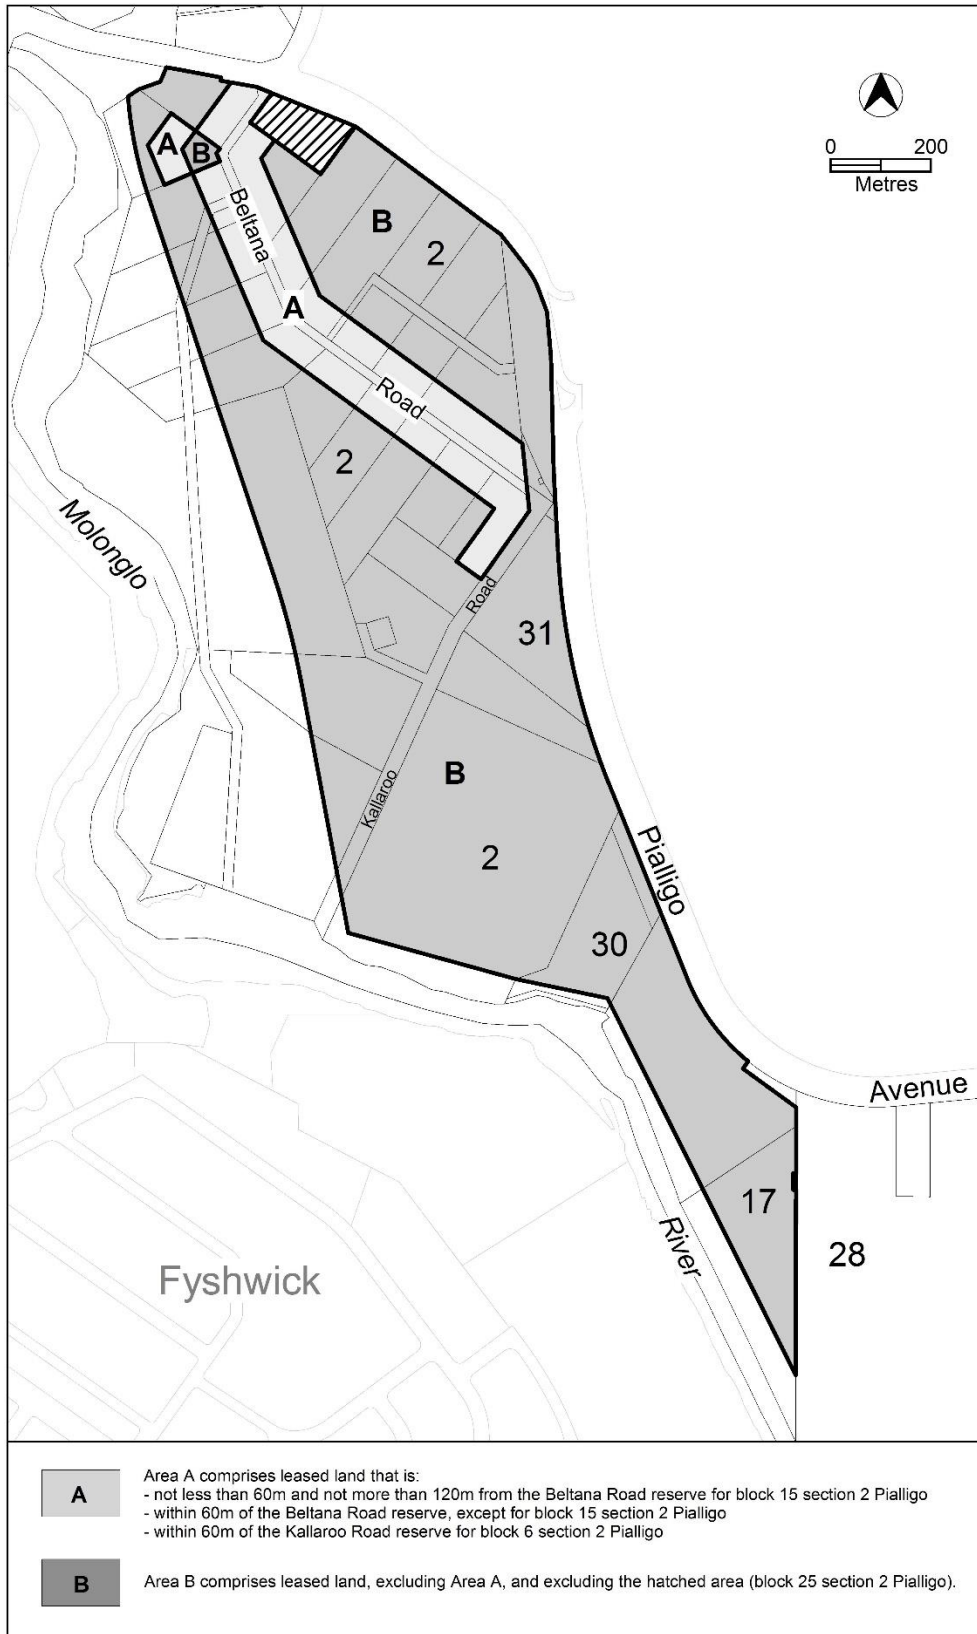 0 200
Metres
A
B
Beltana
B
2
A
Road
2
Molonglo
Road
31
B
Kallaroo
2
Pialligo
30
Avenue
17
28
River
Fyshwick
A
Area A comprises leased land that is:
- not less than 60m and not more than 120m from the Beltana Road reserve for block 15 section 2 Pialligo
- within 60m of the Beltana Road reserve, except for block 15 section 2 Pialligo
- within 60m of the Kallaroo Road reserve for block 6 section 2 Pialligo
B
Area B comprises leased land, excluding Area A, and excluding the hatched area (block 25 section 2 Pialligo).